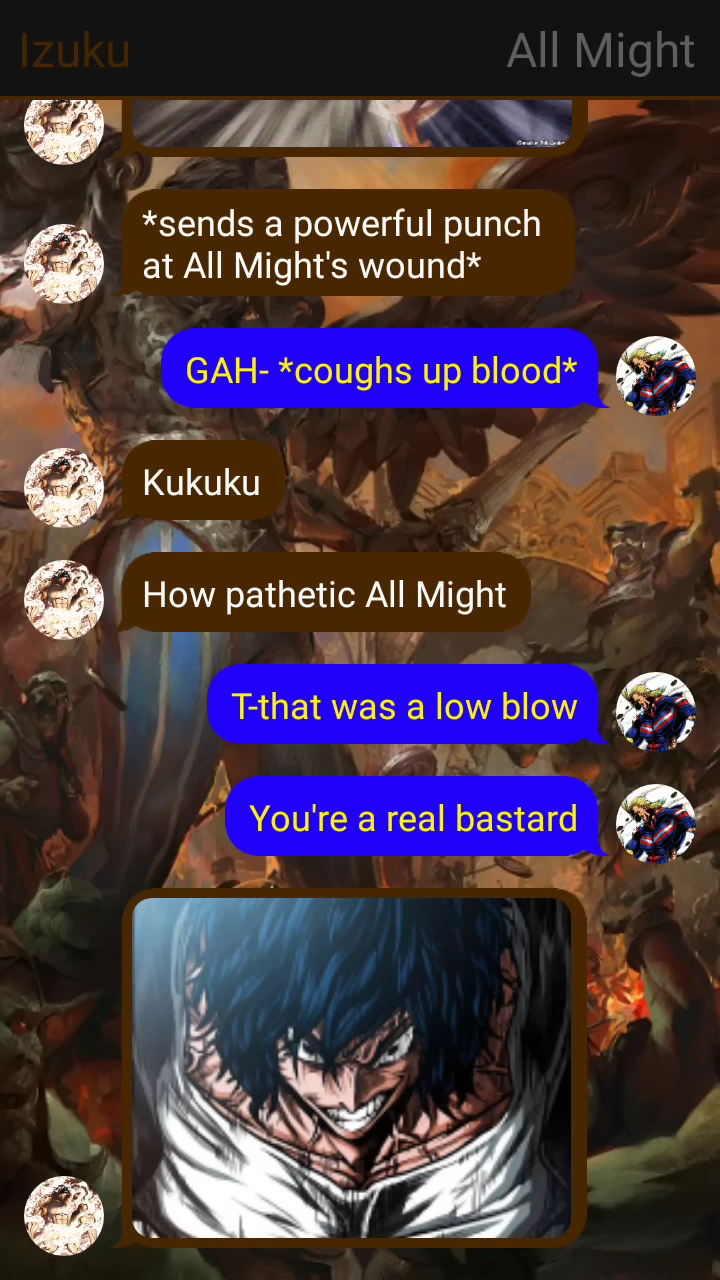 Izuku
All Might
*sends a powerful punch
at All Might's wound*
GAH- *coughs up blood*
Kukuku
How pathetic All Might
T-that was a low blow
You're a real bastard